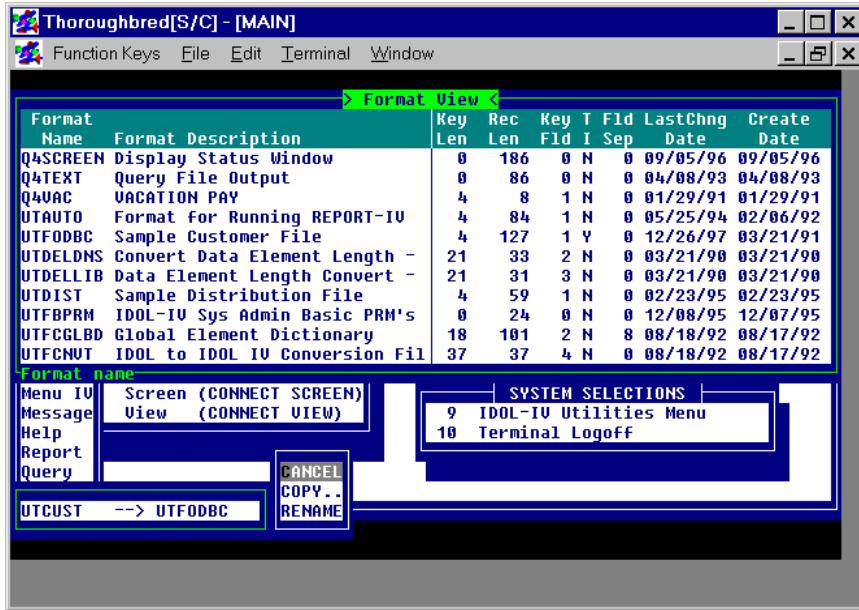 Thoroughbred[S/C] - [MAIN]
Function Keys File Edit Terminal Window
> Format View <
Format Key Rec Key T Fld LastChng Create
Name Format Description Len Len Fld I Sep Date Date
Q4SCREEN Display Status Window 0 186 0 N 0 09/05/96 09/05/96
Q4TEXT Query File Output 0 86 0 N 0 04/08/93 04/08/93
Q4VAC VACATION PAY 4 8 1 N 0 01/29/91 01/29/91
UTAUTO Format for Running REPORT-IV 4 84 1 N 0 05/25/94 02/06/92
UTFODBC Sample Customer File 4 127 1 Y 0 12/26/97 03/21/91
UTDELDNS Convert Data Element Length - 21 33 2 N 0 03/21/90 03/21/90
UTDELLIB Data Element Length Convert - 21 31 3 N 0 03/21/90 03/21/90
UTDIST Sample Distribution File 4 59 1 N 0 02/23/95 02/23/95
UTFBPRM IDOL-IV Sys Admin Basic PRM's 0 24 0 N 0 12/08/95 12/07/95
UTFCGLBD Global Element Dictionary 18 101 2 N 8 08/18/92 08/17/92
UTFCNVT IDOL to IDOL IV Conversion Fil 37 37 4 N 0 08/18/92 08/17/92
Format name
Menu IV Screen (CONNECT SCREEN) SYSTEM SELECTIONS
Message View (CONNECT VIEW) 9 IDOL-IV Utilities Menu
Help 10 Terminal Logoff
Report
Query CANCEL
COPY..
UTCUST --> UTFODBC RENAME